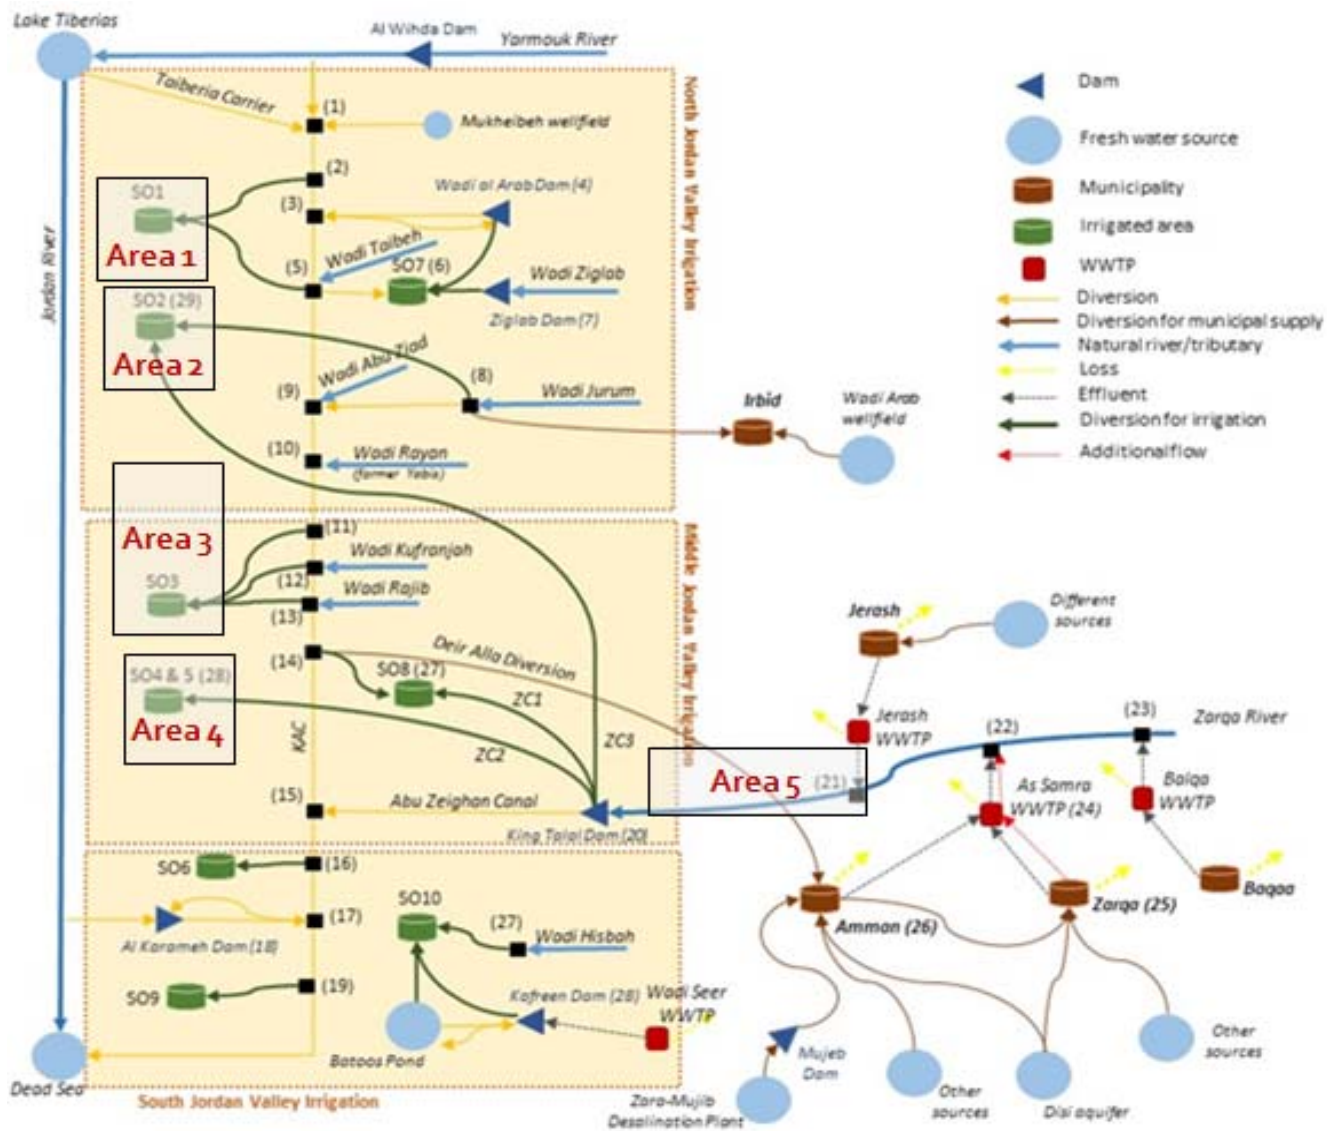 Lake Tiberias
Al Wihda Dam
Yarmouk River
Taiberia Carrier
(1)
Mukheibeh wellfield
(2)
SO1
Area 1
(3)
Wadi al Arab Dam (4)
Wadi Taibeh
(5)
SO7 (6)
Wadi Ziglab
Ziglab Dam (7)
SO2 (29)
Area 2
Wadi Abu Ziad
(8)
(9)
Wadi Jurum
(10)
Wadi Rayan
(former Yabis)
North Jordan Valley Irrigation
Jordan River
Irbid
Wadi Arab
wellfield
Dam
Fresh water source
Municipality
Irrigated area
WWTP
Diversion
Diversion for municipal supply
Natural river/tributary
Loss
Effluent
Diversion for irrigation
Additional flow
Area 3
SO3
(11)
Wadi Kufranjah
(12)
Wadi Rajib
(13)
(14)
Deir Alla Diversion
SO8 (27)
SO4 & 5 (28)
Area 4
ZC1
ZC2
ZC3
KAC
(15)
Abu Zeighan Canal
King Talal Dam (20)
Middle Jordan Valley Irrigation
Area 5
(21)
Jerash
Different
sources
Jerash
WWTP
(22)
(23)
Zarqa River
As Samra
WWTP (24)
Balqa
WWTP
Baqaa
Zarqa (25)
Amman (26)
SO6
(16)
(17)
Al Karameh Dam (18)
SO9
(19)
SO10
(27)
Wadi Hisbah
Kafreen Dam (28)
Wadi Seer
WWTP
Batoos Pond
Dead Sea
South Jordan Valley Irrigation
Mujeb
Dam
Zara-Mujib
Desalination Plant
Other
sources
Disi aquifer
Other
sources